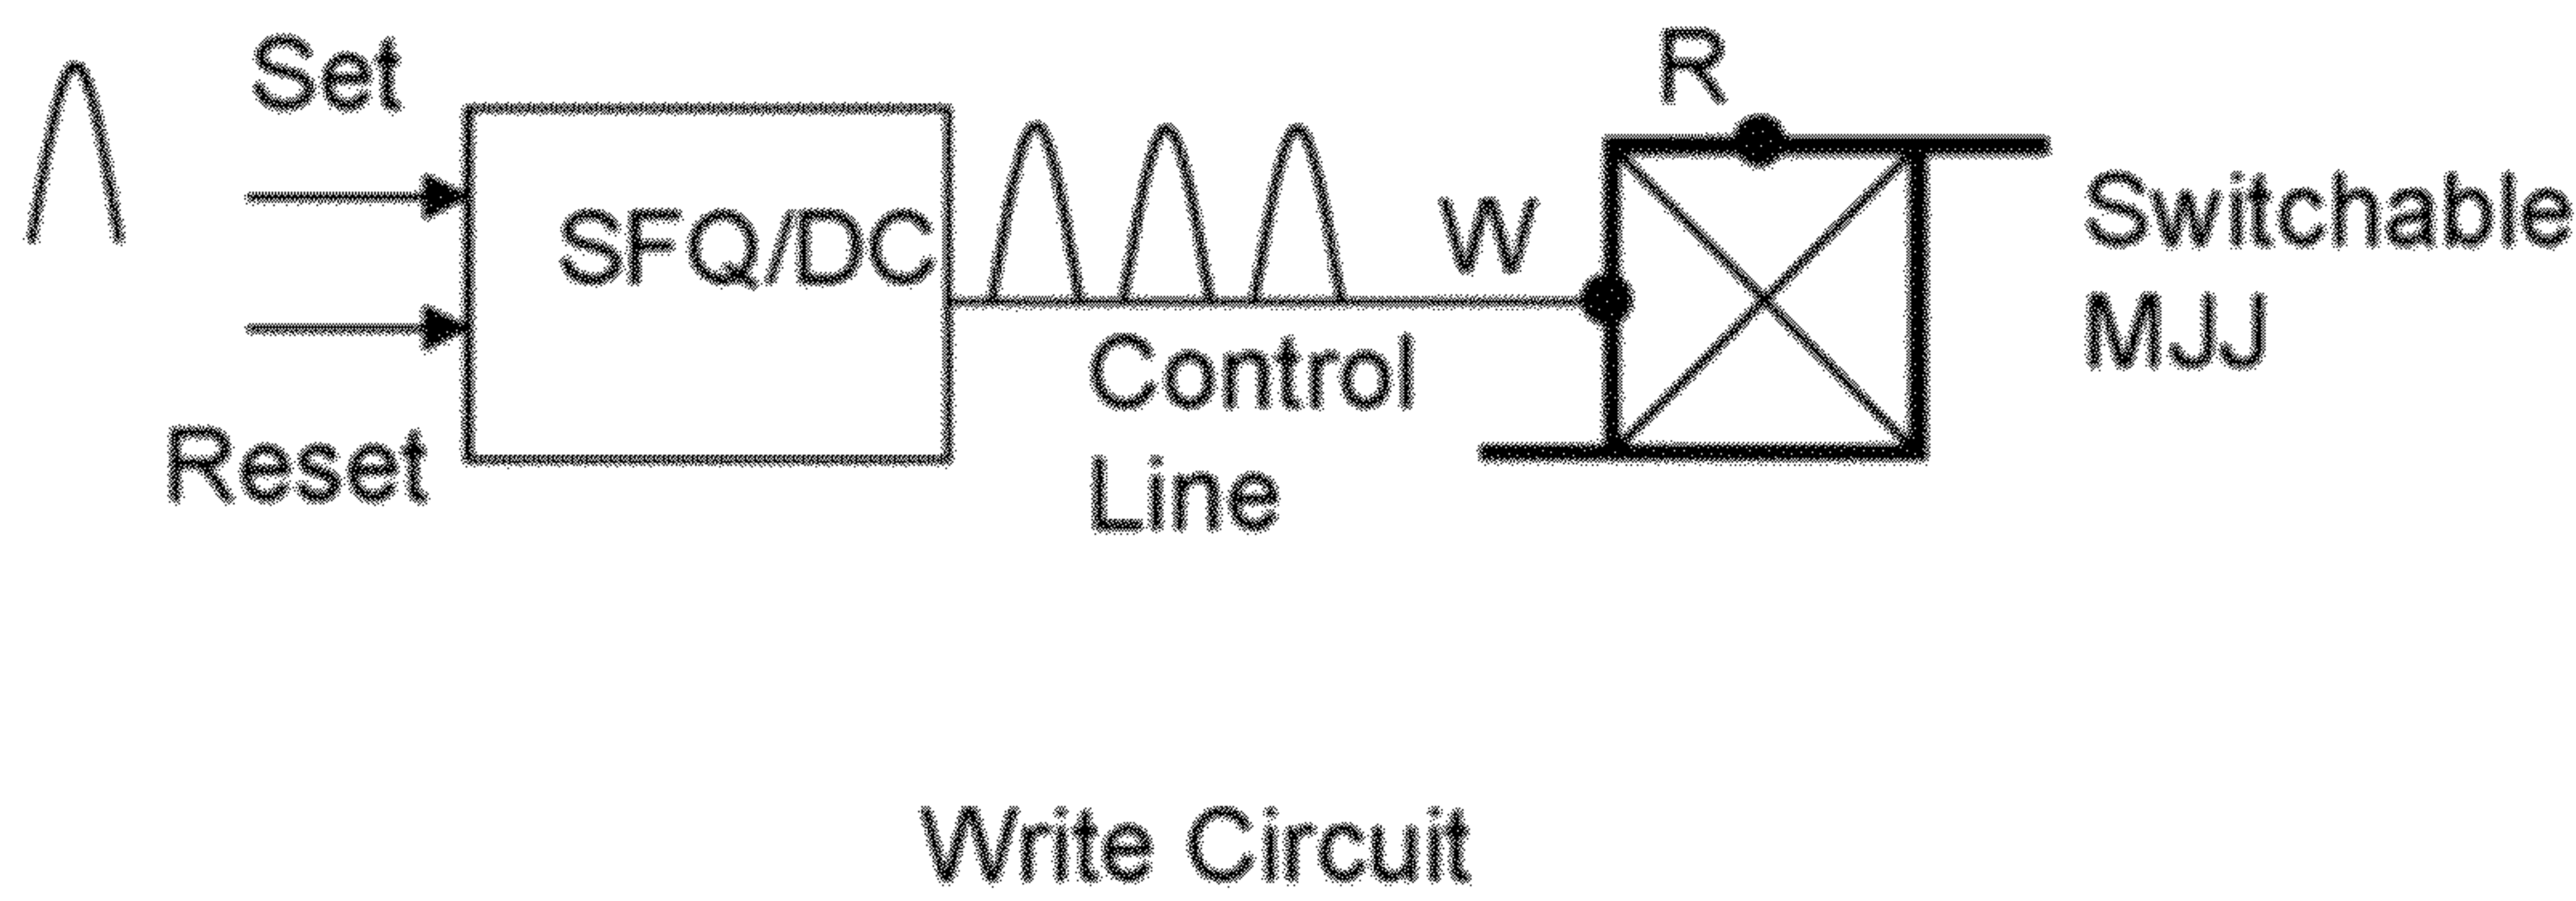 Set
Reset
SFQ/DC
Control
Line
W
R
Switchable
MJJ
Write Circuit